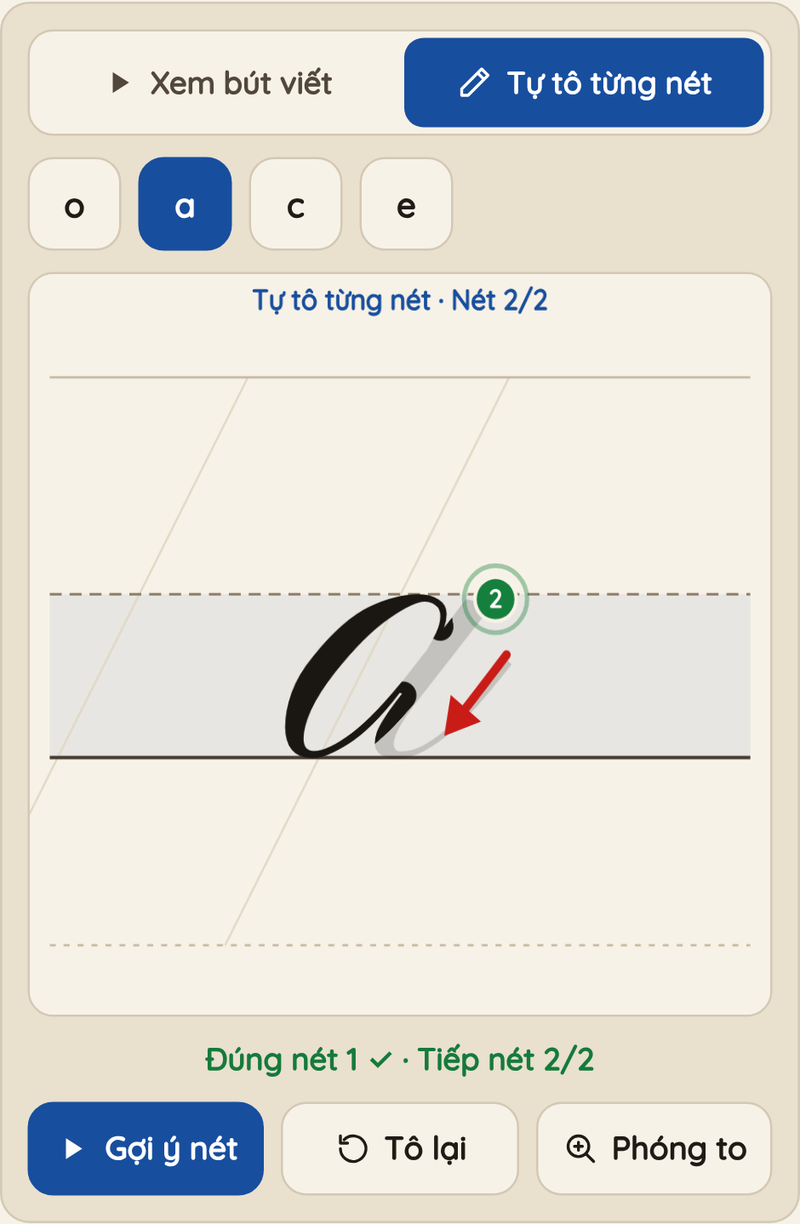 Xem bút viết
Tự tô từng nét
o a c e
Tự tô từng nét · Nét 2/2
a
2
Đúng nét 1 ✓ · Tiếp nét 2/2
Gợi ý nét
Tô lại
Phóng to